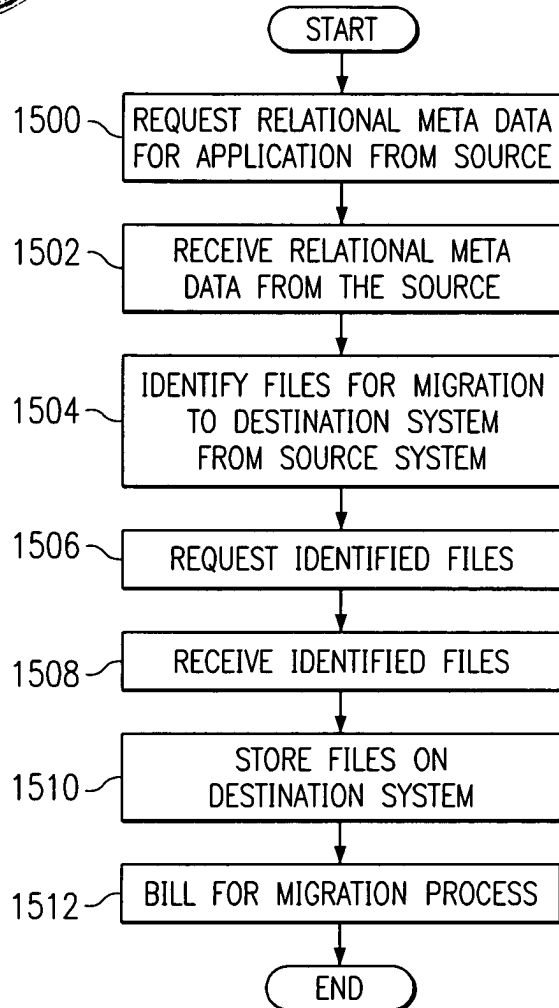 START
1500
REQUEST RELATIONAL META DATA
FOR APPLICATION FROM SOURCE
1502
RECEIVE RELATIONAL META
DATA FROM THE SOURCE
1504
IDENTIFY FILES FOR MIGRATION
TO DESTINATION SYSTEM
FROM SOURCE SYSTEM
1506
REQUEST IDENTIFIED FILES
1508
RECEIVE IDENTIFIED FILES
1510
STORE FILES ON
DESTINATION SYSTEM
1512
BILL FOR MIGRATION PROCESS
END